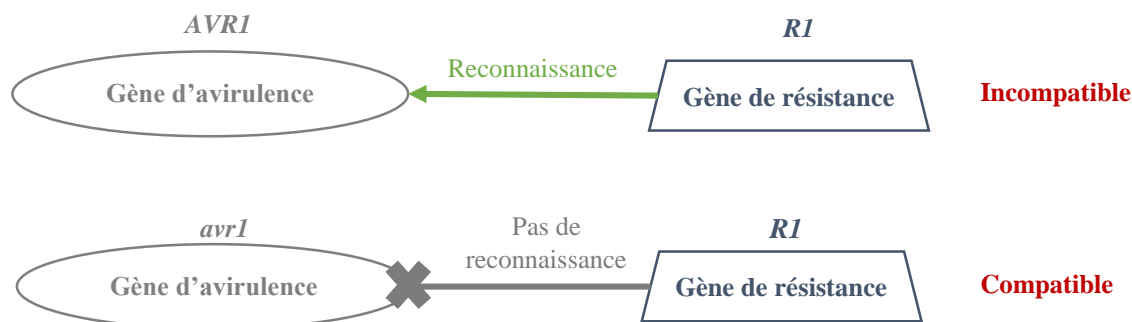 AVR1
R1
Reconnaissance
Gène d’avirulence
Gène de résistance
Incompatible
avr1
Pas de
reconnaissance
R1
Gène d’avirulence
Gène de résistance
Compatible